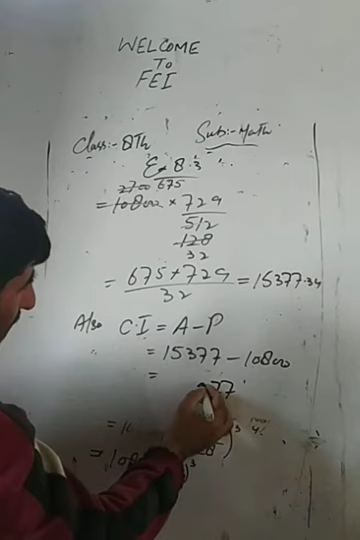 WELCOME
TO
FEI
Class:- 8Th Sub:- Math
Ex 8.3
2700 675
= 10800 × 729
512
128
32
= 675 × 729 = 15377.34
32
Also C.I = A - P
= 15377 - 10800
=